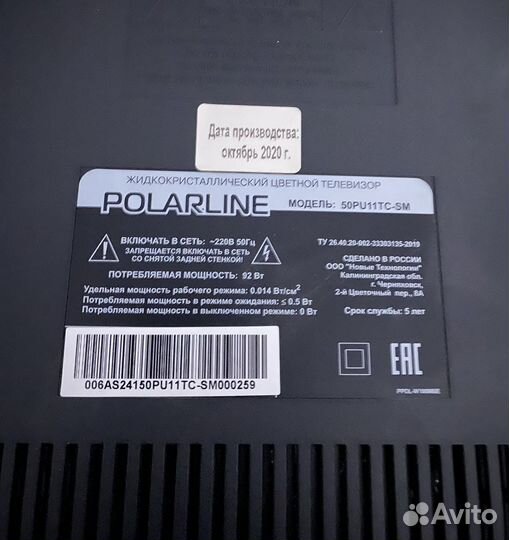 Дата производства:
октябрь 2020 г.
ЖИДКОКРИСТАЛЛИЧЕСКИЙ ЦВЕТНОЙ ТЕЛЕВИЗОР
POLARLINE
МОДЕЛЬ: 50PU11TC-SM
ВКЛЮЧАТЬ В СЕТЬ: ~220В 50Гц
ЗАПРЕЩАЕТСЯ ВКЛЮЧАТЬ В СЕТЬ
СО СНЯТОЙ ЗАДНЕЙ СТЕНКОЙ!
ПОТРЕБЛЯЕМАЯ МОЩНОСТЬ: 92 Вт
Удельная мощность рабочего режима: 0.014 Вт/см²
Потребляемая мощность в режиме ожидания: ≤ 0.5 Вт
Потребляемая мощность в выключенном режиме: 0 Вт
ТУ 26.40.20-002-33303135-2019
СДЕЛАНО В РОССИИ
ООО "Новые Технологии"
Калининградская обл.
г. Черняховск,
2-й Цветочный пер., 8А
Срок службы: 5 лет
EAC
006AS24150PU11TC-SM000259
Avito